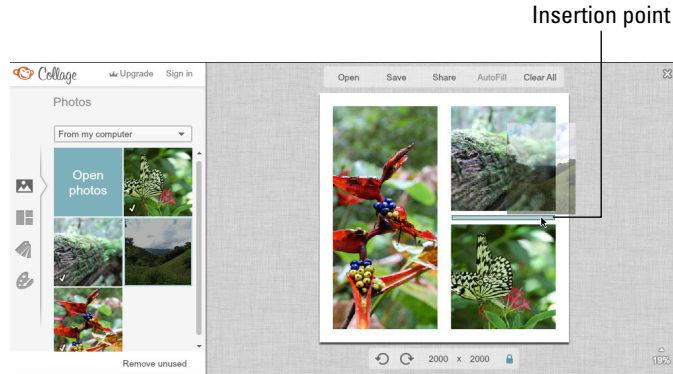 Insertion point
Collage Upgrade Sign in
Open Save Share AutoFill Clear All
Photos
From my computer
Open
photos
Remove unused
2000 x 2000
19%